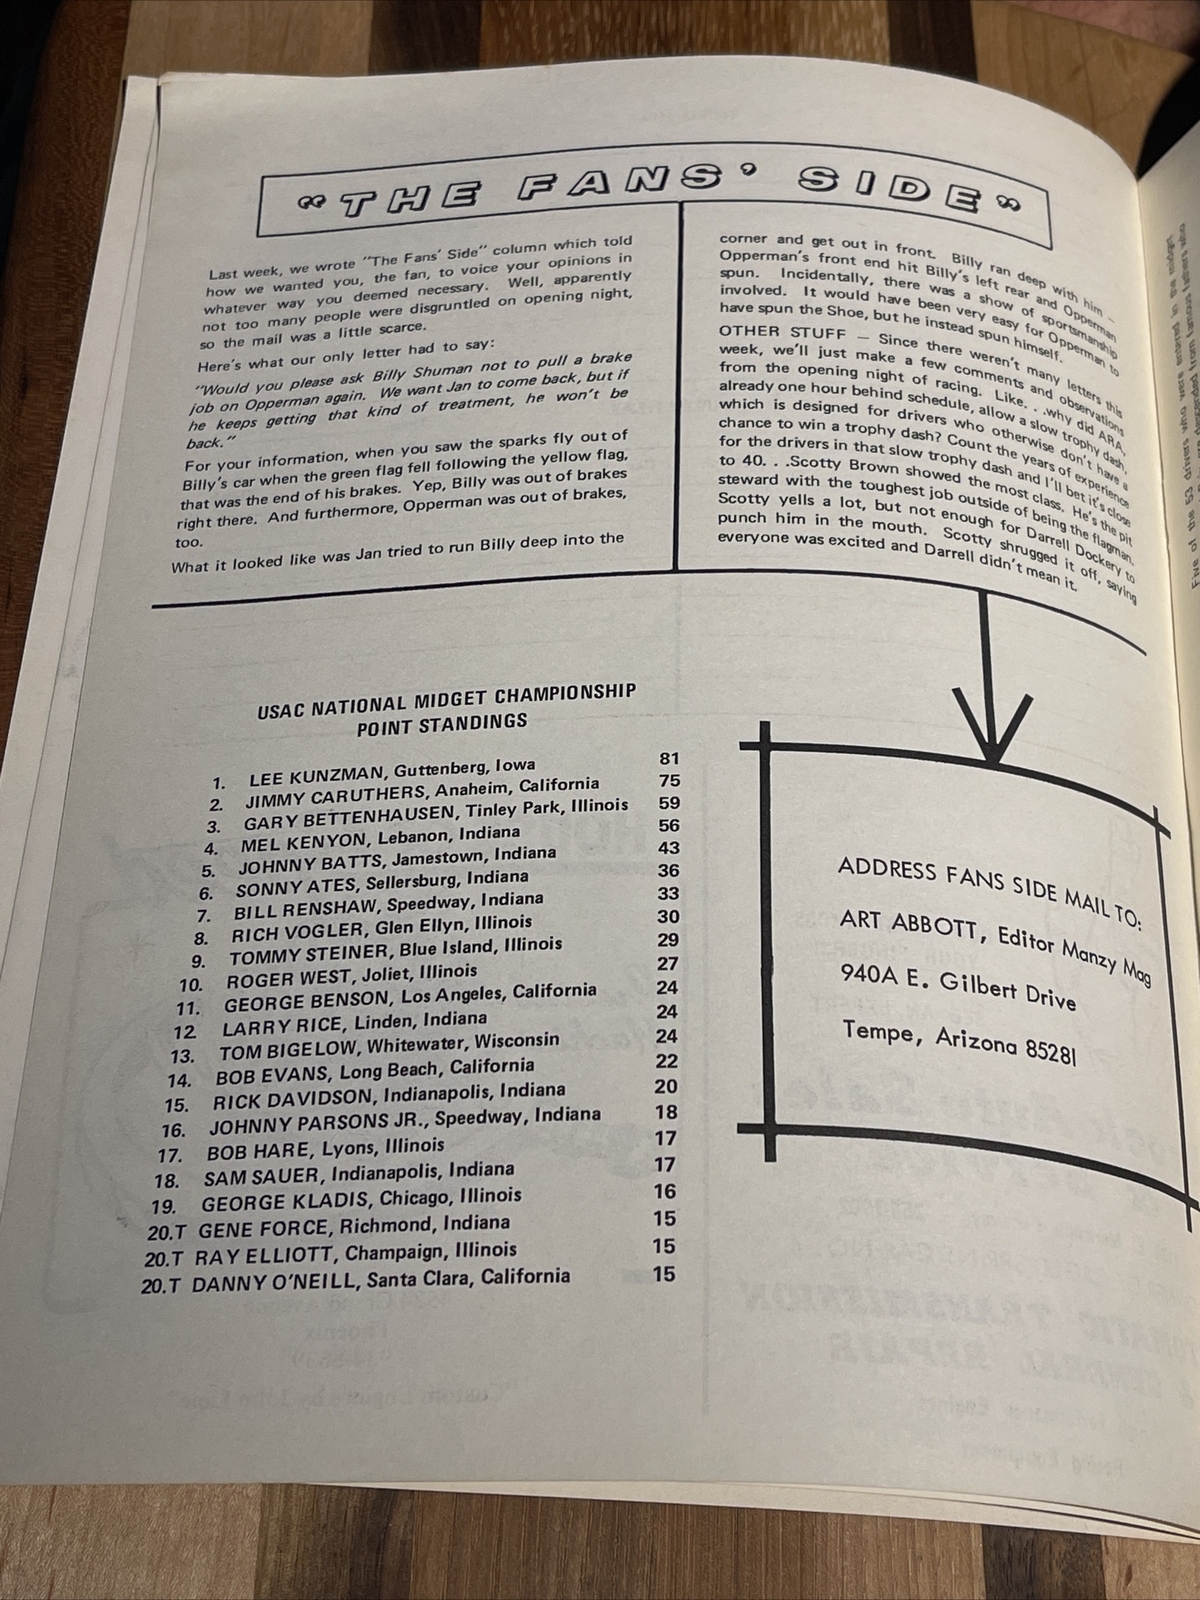 "THE FANS' SIDE"
Last week, we wrote "The Fans' Side" column which told
how we wanted you, the fan, to voice your opinions in
whatever way you deemed necessary. Well, apparently
not too many people were disgruntled on opening night,
so the mail was a little scarce.
Here's what our only letter had to say:
"Would you please ask Billy Shuman not to pull a brake
job on Opperman again. We want Jan to come back, but if
he keeps getting that kind of treatment, he won't be
back."
For your information, when you saw the sparks fly out of
Billy's car when the green flag fell following the yellow flag,
that was the end of his brakes. Yep, Billy was out of brakes
right there. And furthermore, Opperman was out of brakes,
too.
What it looked like was Jan tried to run Billy deep into the
corner and get out in front. Billy ran deep with him —
Opperman's front end hit Billy's left rear and Opperman
spun. Incidentally, there was a show of sportsmanship
involved. It would have been very easy for Opperman to
have spun the Shoe, but he instead spun himself.
OTHER STUFF — Since there weren't many letters this
week, we'll just make a few comments and observations
from the opening night of racing. Like. . .why did ARA,
already one hour behind schedule, allow a slow trophy dash,
which is designed for drivers who otherwise don't have a
chance to win a trophy dash? Count the years of experience
for the drivers in that slow trophy dash and I'll bet it's close
to 40. . .Scotty Brown showed the most class. He's the pit
steward with the toughest job outside of being the flagman.
Scotty yells a lot, but not enough for Darrell Dockery to
punch him in the mouth. Scotty shrugged it off, saying
everyone was excited and Darrell didn't mean it.
USAC NATIONAL MIDGET CHAMPIONSHIP
POINT STANDINGS
1. LEE KUNZMAN, Guttenberg, Iowa 81
2. JIMMY CARUTHERS, Anaheim, California 75
3. GARY BETTENHAUSEN, Tinley Park, Illinois 59
4. MEL KENYON, Lebanon, Indiana 56
5. JOHNNY BATTS, Jamestown, Indiana 43
6. SONNY ATES, Sellersburg, Indiana 36
7. BILL RENSHAW, Speedway, Indiana 33
8. RICH VOGLER, Glen Ellyn, Illinois 30
9. TOMMY STEINER, Blue Island, Illinois 29
10. ROGER WEST, Joliet, Illinois 27
11. GEORGE BENSON, Los Angeles, California 24
12 LARRY RICE, Linden, Indiana 24
13. TOM BIGELOW, Whitewater, Wisconsin 24
14. BOB EVANS, Long Beach, California 22
15. RICK DAVIDSON, Indianapolis, Indiana 20
16. JOHNNY PARSONS JR., Speedway, Indiana 18
17. BOB HARE, Lyons, Illinois 17
18. SAM SAUER, Indianapolis, Indiana 17
19. GEORGE KLADIS, Chicago, Illinois 16
20.T GENE FORCE, Richmond, Indiana 15
20.T RAY ELLIOTT, Champaign, Illinois 15
20.T DANNY O'NEILL, Santa Clara, California 15
ADDRESS FANS SIDE MAIL TO:
ART ABBOTT, Editor Manzy Mag
940A E. Gilbert Drive
Tempe, Arizona 85281
Five of the 53 drivers who were entered in the midget
descended from famous fathers who